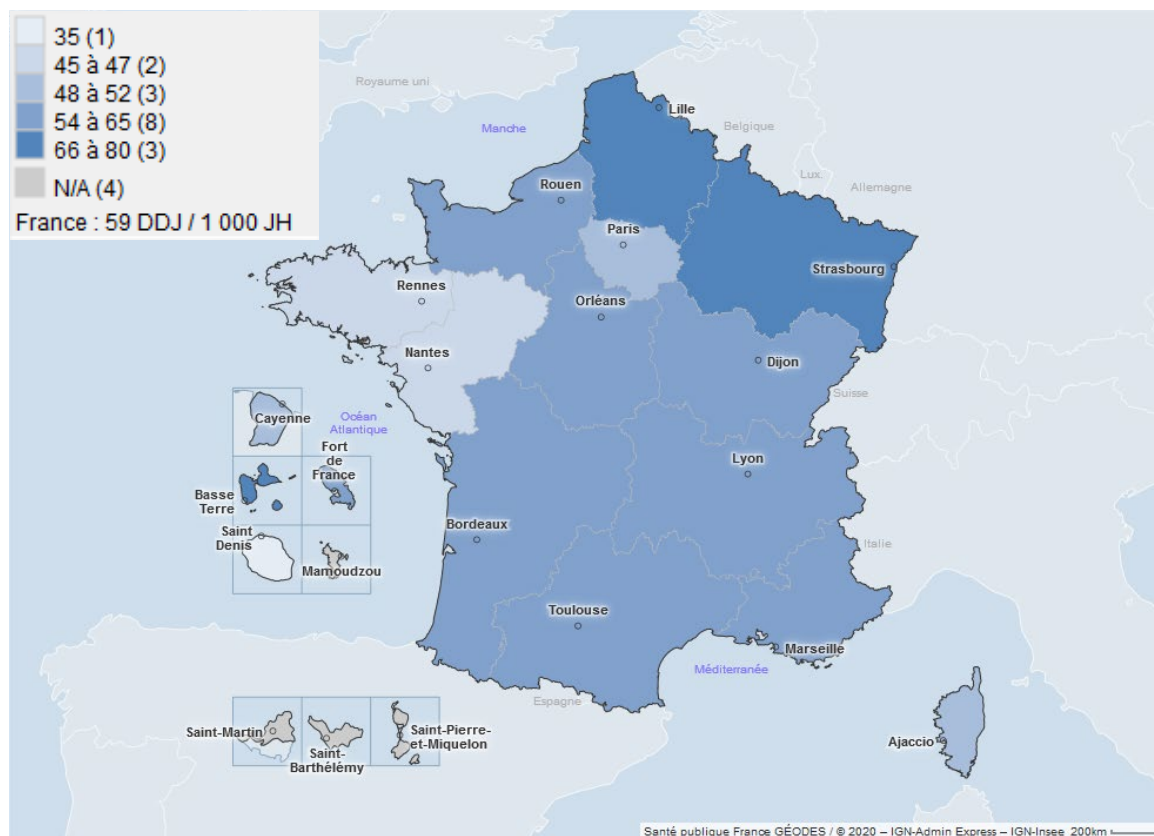 35 (1)
45 à 47 (2)
48 à 52 (3)
54 à 65 (8)
66 à 80 (3)
N/A (4)
France : 59 DDJ / 1 000 JH
Royaume uni
Lille
Manche
Belgique
Lux.
Allemagne
Rouen
Paris
Strasbourg
Rennes
Orléans
Nantes
Dijon
Suisse
Cayenne
Océan
Atlantique
Fort
de
France
Lyon
Basse
Terre
Bordeaux
Saint
Denis
Italie
Mamoudzou
Toulouse
Marseille
Méditerranée
Espagne
Saint-Martin
Saint-Pierre-
et-Miquelon
Saint-
Barthélémy
Ajaccio
Santé publique France GÉODES / © 2020 – IGN-Admin Express – IGN-Insee 200km